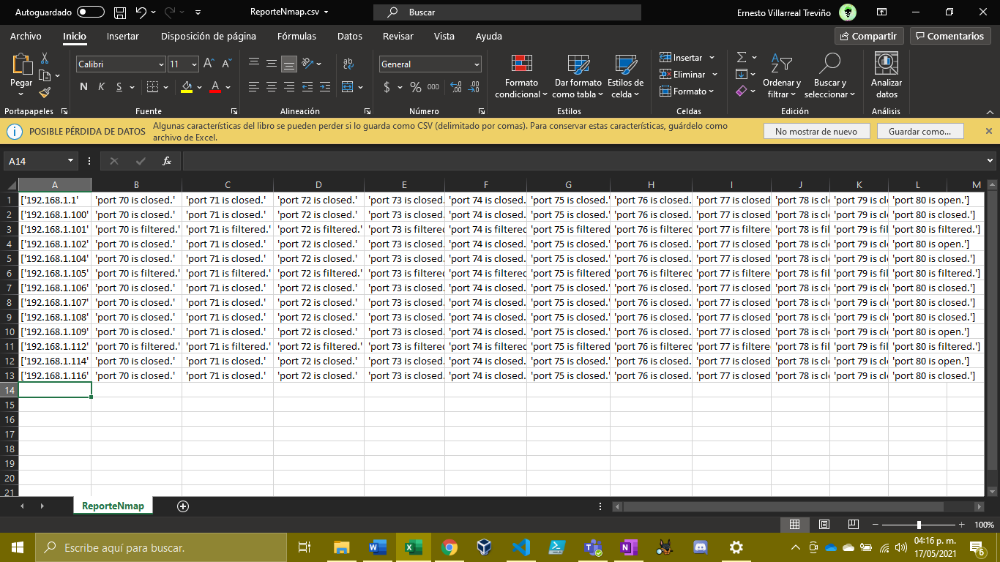 Autoguardado ReporteNmap.csv Buscar Ernesto Villarreal Treviño
Archivo Inicio Insertar Disposición de página Fórmulas Datos Revisar Vista Ayuda Compartir Comentarios
Pegar Calibri 11 N K S General $ % 000 Formato condicional Dar formato como tabla Estilos de celda Insertar Eliminar Formato Ordenar y filtrar Buscar y seleccionar Analizar datos
Portapapeles Fuente Alineación Número Estilos Celdas Edición Análisis
POSIBLE PÉRDIDA DE DATOS Algunas características del libro se pueden perder si lo guarda como CSV (delimitado por comas). Para conservar estas características, guárdelo como
archivo de Excel. No mostrar de nuevo Guardar como...
A14 fx
A B C D E F G H I J K L M
1 ['192.168.1.1' 'port 70 is closed.' 'port 71 is closed.' 'port 72 is closed.' 'port 73 is closed. 'port 74 is closed. 'port 75 is closed.' 'port 76 is closed. 'port 77 is closed 'port 78 is cl 'port 79 is cl 'port 80 is open.']
2 ['192.168.1.100' 'port 70 is closed.' 'port 71 is closed.' 'port 72 is closed.' 'port 73 is closed. 'port 74 is closed. 'port 75 is closed.' 'port 76 is closed. 'port 77 is closed 'port 78 is cl 'port 79 is cl 'port 80 is closed.']
3 ['192.168.1.101' 'port 70 is filtered.' 'port 71 is filtered.' 'port 72 is filtered.' 'port 73 is filtered 'port 74 is filtered 'port 75 is filtered 'port 76 is filtered 'port 77 is filtere 'port 78 is fil 'port 79 is fil 'port 80 is filtered.']
4 ['192.168.1.102' 'port 70 is closed.' 'port 71 is closed.' 'port 72 is closed.' 'port 73 is closed. 'port 74 is closed. 'port 75 is closed.' 'port 76 is closed. 'port 77 is closed 'port 78 is cl 'port 79 is cl 'port 80 is open.']
5 ['192.168.1.104' 'port 70 is closed.' 'port 71 is closed.' 'port 72 is closed.' 'port 73 is closed. 'port 74 is closed. 'port 75 is closed.' 'port 76 is closed. 'port 77 is closed 'port 78 is cl 'port 79 is cl 'port 80 is closed.']
6 ['192.168.1.105' 'port 70 is filtered.' 'port 71 is filtered.' 'port 72 is filtered.' 'port 73 is filtered 'port 74 is filtered 'port 75 is filtered 'port 76 is filtered 'port 77 is filtere 'port 78 is fil 'port 79 is fil 'port 80 is filtered.']
7 ['192.168.1.106' 'port 70 is closed.' 'port 71 is closed.' 'port 72 is closed.' 'port 73 is closed. 'port 74 is closed. 'port 75 is closed.' 'port 76 is closed. 'port 77 is closed 'port 78 is cl 'port 79 is cl 'port 80 is closed.']
8 ['192.168.1.107' 'port 70 is closed.' 'port 71 is closed.' 'port 72 is closed.' 'port 73 is closed. 'port 74 is closed. 'port 75 is closed.' 'port 76 is closed. 'port 77 is closed 'port 78 is cl 'port 79 is cl 'port 80 is closed.']
9 ['192.168.1.108' 'port 70 is closed.' 'port 71 is closed.' 'port 72 is closed.' 'port 73 is closed. 'port 74 is closed. 'port 75 is closed.' 'port 76 is closed. 'port 77 is closed 'port 78 is cl 'port 79 is cl 'port 80 is closed.']
10 ['192.168.1.109' 'port 70 is closed.' 'port 71 is closed.' 'port 72 is closed.' 'port 73 is closed. 'port 74 is closed. 'port 75 is closed.' 'port 76 is closed. 'port 77 is closed 'port 78 is cl 'port 79 is cl 'port 80 is open.']
11 ['192.168.1.112' 'port 70 is filtered.' 'port 71 is filtered.' 'port 72 is filtered.' 'port 73 is filtered 'port 74 is filtered 'port 75 is filtered 'port 76 is filtered 'port 77 is filtere 'port 78 is fil 'port 79 is fil 'port 80 is filtered.']
12 ['192.168.1.114' 'port 70 is closed.' 'port 71 is closed.' 'port 72 is closed.' 'port 73 is closed. 'port 74 is closed. 'port 75 is closed.' 'port 76 is closed. 'port 77 is closed 'port 78 is cl 'port 79 is cl 'port 80 is open.']
13 ['192.168.1.116' 'port 70 is closed.' 'port 71 is closed.' 'port 72 is closed.' 'port 73 is closed. 'port 74 is closed. 'port 75 is closed.' 'port 76 is closed. 'port 77 is closed 'port 78 is cl 'port 79 is cl 'port 80 is closed.']
14
15
16
17
18
19
20
21
ReporteNmap
100%
Escribe aquí para buscar. 04:16 p. m.
17/05/2021 6